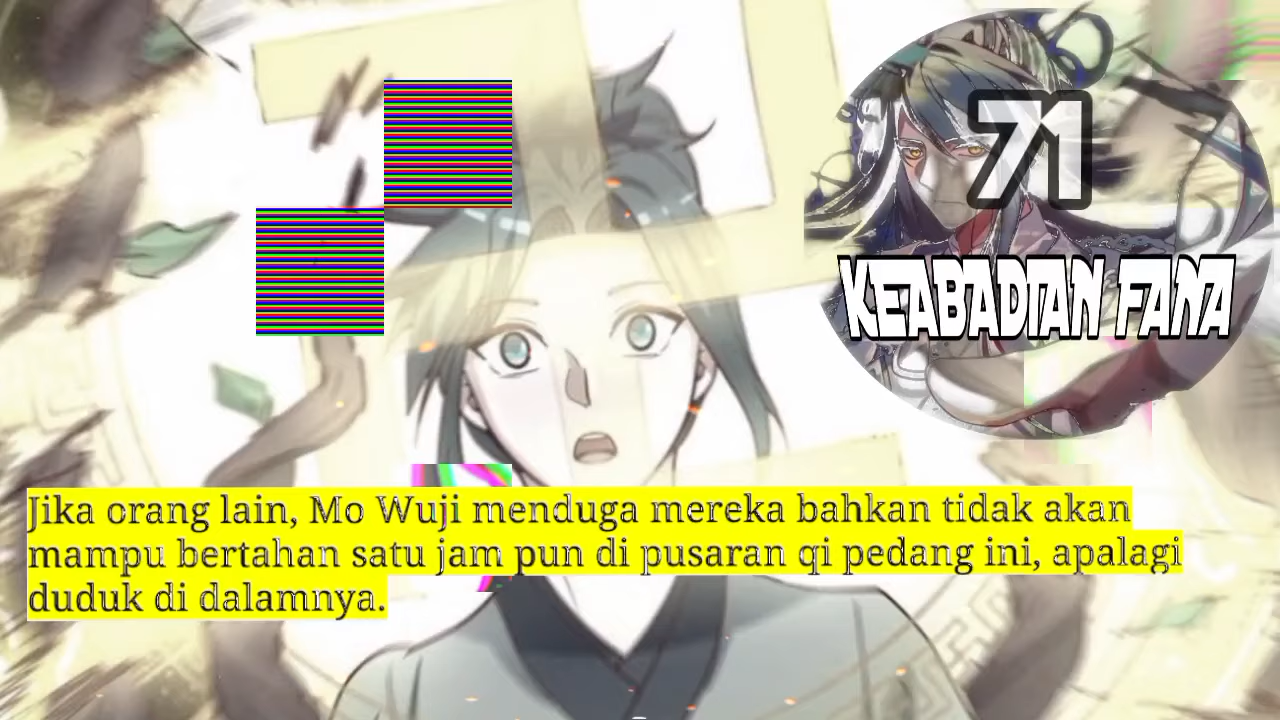 71
KEABADIAN FANA
Jika orang lain, Mo Wuji menduga mereka bahkan tidak akan
mampu bertahan satu jam pun di pusaran qi pedang ini, apalagi
duduk di dalamnya.